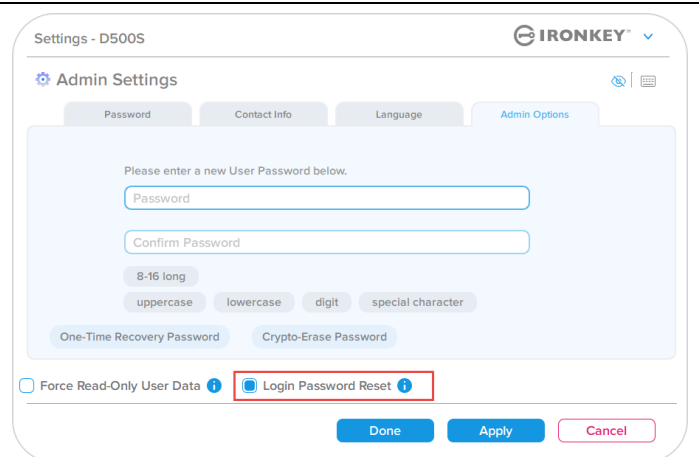 Settings - D500S
IRONKEY™
Admin Settings
Password Contact Info Language Admin Options
Please enter a new User Password below.
Password
Confirm Password
8-16 long
uppercase lowercase digit special character
One-Time Recovery Password Crypto-Erase Password
Force Read-Only User Data i Login Password Reset i
Done Apply Cancel